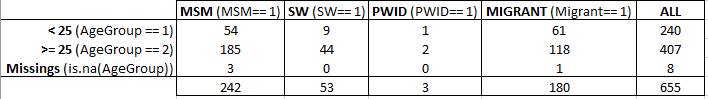 MSM (MSM== 1) SW (SW== 1) PWID (PWID== 1) MIGRANT (Migrant== 1) ALL
< 25 (AgeGroup == 1) 54 9 1 61 240
>= 25 (AgeGroup == 2) 185 44 2 118 407
Missings (is.na(AgeGroup)) 3 0 0 1 8
242 53 3 180 655